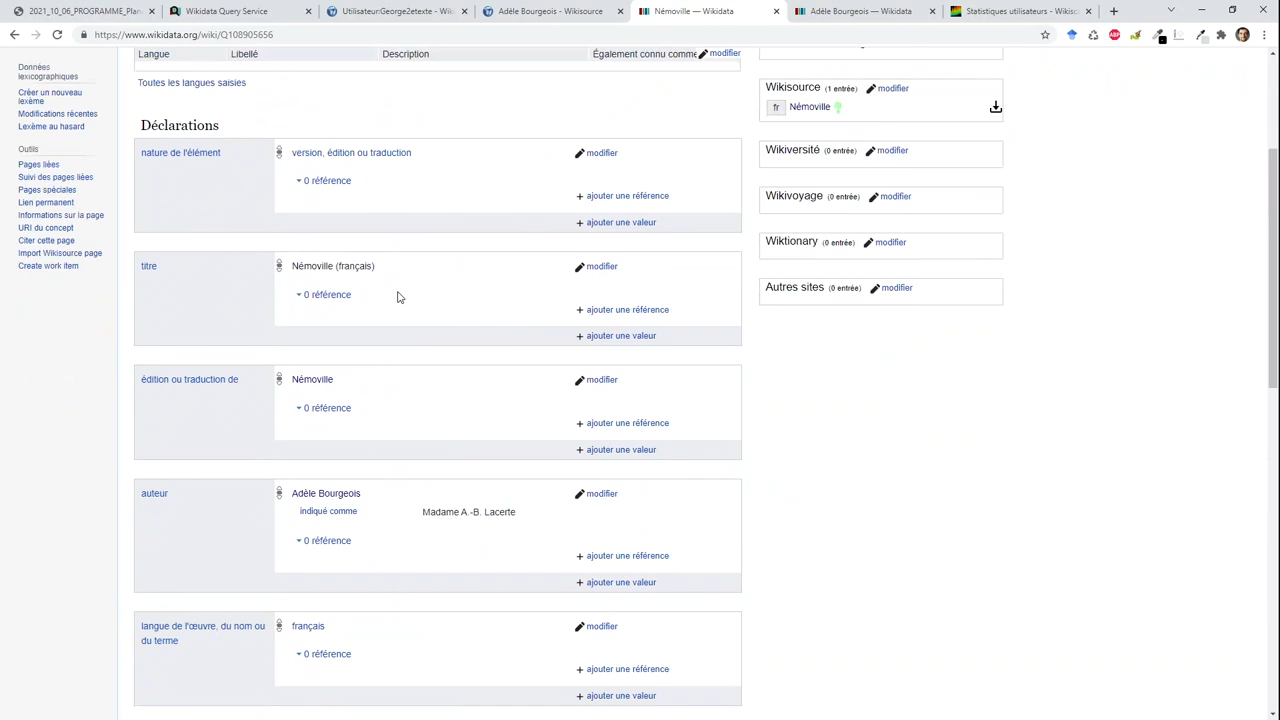 2021_10_06_PROGRAMME_Plan
Wikidata Query Service
Utilisateur:George2etexte - Wikis
Adèle Bourgeois — Wikisource
Némoville — Wikidata
Adèle Bourgeois — Wikidata
Statistiques utilisateurs - Wikisc
https://www.wikidata.org/wiki/Q108905656
Langue Libellé Description Également connu comme modifier
Toutes les langues saisies
Données
lexicographiques
Créer un nouveau
lexème
Modifications récentes
Lexème au hasard
Outils
Pages liées
Suivi des pages liées
Pages spéciales
Lien permanent
Informations sur la page
URI du concept
Citer cette page
Import Wikisource page
Create work item
Déclarations
nature de l'élément
version, édition ou traduction
modifier
0 référence
+ ajouter une référence
+ ajouter une valeur
titre
Némoville (français)
modifier
0 référence
+ ajouter une référence
+ ajouter une valeur
édition ou traduction de
Némoville
modifier
0 référence
+ ajouter une référence
+ ajouter une valeur
auteur
Adèle Bourgeois
modifier
indiqué comme Madame A.-B. Lacerte
0 référence
+ ajouter une référence
+ ajouter une valeur
langue de l'œuvre, du nom ou
du terme
français
modifier
0 référence
+ ajouter une référence
+ ajouter une valeur
Wikisource (1 entrée) modifier
fr Némoville
Wikiversité (0 entrée) modifier
Wikivoyage (0 entrée) modifier
Wiktionary (0 entrée) modifier
Autres sites (0 entrée) modifier